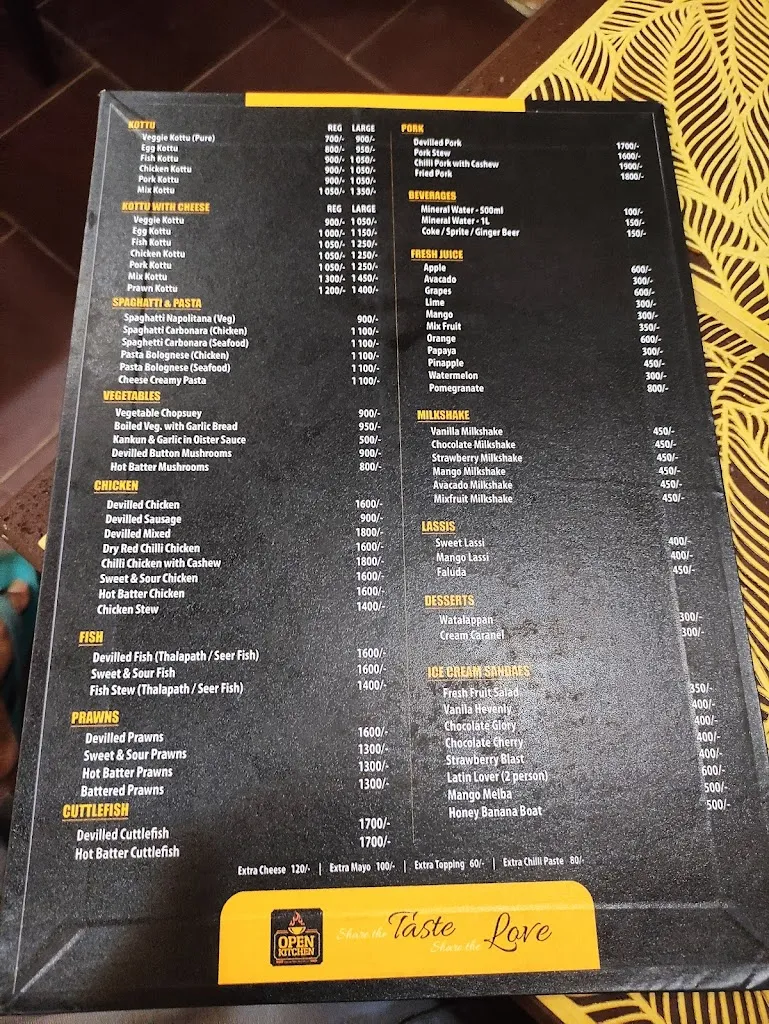 KOTTU REG LARGE
Veggie Kottu (Pure) 700/- 900/-
Egg Kottu 800/- 950/-
Fish Kottu 900/- 1 050/-
Chicken Kottu 900/- 1 050/-
Pork Kottu 900/- 1 050/-
Mix Kottu 1 050/- 1 350/-
KOTTU WITH CHEESE REG LARGE
Veggie Kottu 900/- 1 050/-
Egg Kottu 1 000/- 1 150/-
Fish Kottu 1 050/- 1 250/-
Chicken Kottu 1 050/- 1 250/-
Pork Kottu 1 050/- 1 250/-
Mix Kottu 1 300/- 1 450/-
Prawn Kottu 1 200/- 1 400/-
SPAGHATTI & PASTA
Spaghatti Napolitana (Veg) 900/-
Spaghatti Carbonara (Chicken) 1 100/-
Spaghetti Carbonara (Seafood) 1 100/-
Pasta Bolognese (Chicken) 1 100/-
Pasta Bolognese (Seafood) 1 100/-
Cheese Creamy Pasta 1 100/-
VEGETABLES
Vegetable Chopsuey 900/-
Boiled Veg. with Garlic Bread 950/-
Kankun & Garlic in Oister Sauce 500/-
Devilled Button Mushrooms 900/-
Hot Batter Mushrooms 800/-
CHICKEN
Devilled Chicken 1600/-
Devilled Sausage 900/-
Devilled Mixed 1800/-
Dry Red Chilli Chicken 1600/-
Chilli Chicken with Cashew 1800/-
Sweet & Sour Chicken 1600/-
Hot Batter Chicken 1600/-
Chicken Stew 1400/-
FISH
Devilled Fish (Thalapath / Seer Fish) 1600/-
Sweet & Sour Fish 1600/-
Fish Stew (Thalapath / Seer Fish) 1400/-
PRAWNS
Devilled Prawns 1600/-
Sweet & Sour Prawns 1300/-
Hot Batter Prawns 1300/-
Battered Prawns 1300/-
CUTTLEFISH
Devilled Cuttlefish 1700/-
Hot Batter Cuttlefish 1700/-
PORK
Devilled Pork 1700/-
Pork Stew 1600/-
Chilli Pork with Cashew 1900/-
Fried Pork 1800/-
BEVERAGES
Mineral Water - 500ml 100/-
Mineral Water - 1L 150/-
Coke / Sprite / Ginger Beer 150/-
FRESH JUICE
Apple 600/-
Avacado 300/-
Grapes 600/-
Lime 300/-
Mango 300/-
Mix Fruit 350/-
Orange 600/-
Papaya 300/-
Pinapple 450/-
Watermelon 300/-
Pomegranate 800/-
MILKSHAKE
Vanilla Milkshake 450/-
Chocolate Milkshake 450/-
Strawberry Milkshake 450/-
Mango Milkshake 450/-
Avacado Milkshake 450/-
Mixfruit Milkshake 450/-
LASSIS
Sweet Lassi 400/-
Mango Lassi 400/-
Faluda 450/-
DESSERTS
Watalappan 300/-
Cream Caranel 300/-
ICE CREAM SANDAES
Fresh Fruit Salad 350/-
Vanila Hevenly 400/-
Chocolate Glory 400/-
Chocolate Cherry 400/-
Strawberry Blast 400/-
Latin Lover (2 person) 600/-
Mango Melba 500/-
Honey Banana Boat 500/-
Extra Cheese 120/- | Extra Mayo 100/- | Extra Topping 60/- | Extra Chilli Paste 80/-
OPEN
KITCHEN
Share the Taste
Share the Love